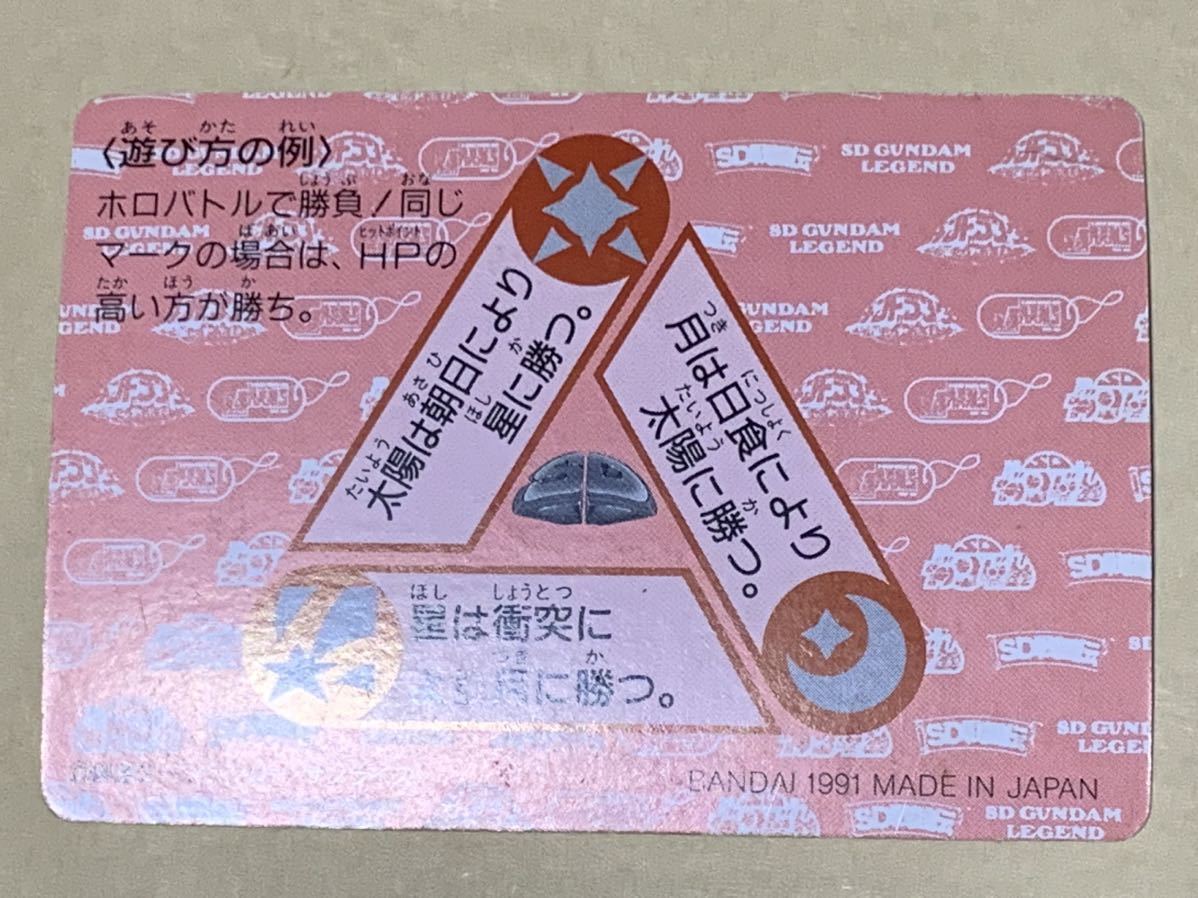 〈遊び方の例〉
ホロバトルで勝負！同じ
マークの場合は、HPの
高い方が勝ち。
太陽は朝日により
星に勝つ。
月は日食により
太陽に勝つ。
星は衝突に
月に勝つ。
BANDAI 1991 MADE IN JAPAN
SD GUNDAM
LEGEND